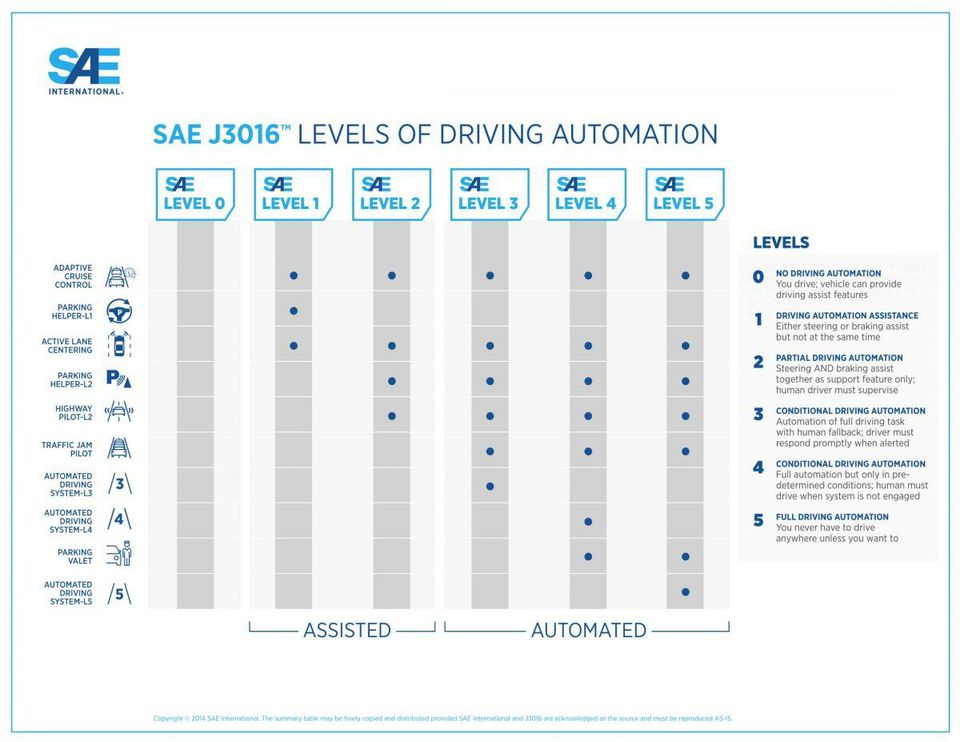 SAE
INTERNATIONAL®
SAE J3016™ LEVELS OF DRIVING AUTOMATION
SAE LEVEL 0
SAE LEVEL 1
SAE LEVEL 2
SAE LEVEL 3
SAE LEVEL 4
SAE LEVEL 5
ADAPTIVE
CRUISE
CONTROL
PARKING
HELPER-L1
P
ACTIVE LANE
CENTERING
PARKING
HELPER-L2
P
HIGHWAY
PILOT-L2
TRAFFIC JAM
PILOT
AUTOMATED
DRIVING
SYSTEM-L3
3
AUTOMATED
DRIVING
SYSTEM-L4
4
PARKING
VALET
AUTOMATED
DRIVING
SYSTEM-L5
5
ASSISTED
AUTOMATED
LEVELS
0 NO DRIVING AUTOMATION
You drive; vehicle can provide
driving assist features
1 DRIVING AUTOMATION ASSISTANCE
Either steering or braking assist
but not at the same time
2 PARTIAL DRIVING AUTOMATION
Steering AND braking assist
together as support feature only;
human driver must supervise
3 CONDITIONAL DRIVING AUTOMATION
Automation of full driving task
with human fallback; driver must
respond promptly when alerted
4 CONDITIONAL DRIVING AUTOMATION
Full automation but only in pre-
determined conditions; human must
drive when system is not engaged
5 FULL DRIVING AUTOMATION
You never have to drive
anywhere unless you want to
Copyright © 2014 SAE International. The summary table may be freely copied and distributed provided SAE International and J3016 are acknowledged as the source and must be reproduced AS-IS.